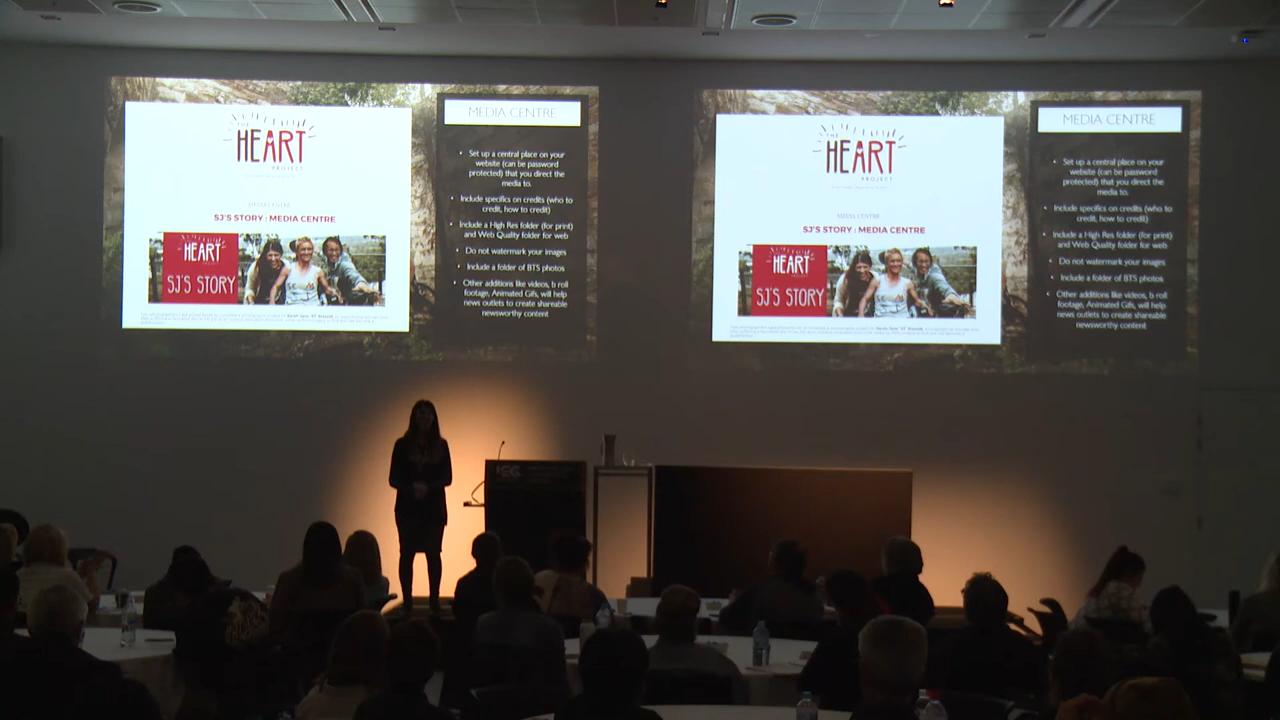 THE
HEART
PROJECT
MEDIA CENTRE
SJ'S STORY : MEDIA CENTRE
HEART
SJ'S STORY
MEDIA CENTRE
• Set up a central place on your
website (can be password
protected) that you direct the
media to.
• Include specifics on credits (who to
credit, how to credit)
• Include a High Res folder (for print)
and Web Quality folder for web
• Do not watermark your images
• Include a folder of BTS photos
• Other additions like videos, b roll
footage, Animated Gifs, will help
news outlets to create shareable
newsworthy content
THE
HEART
PROJECT
MEDIA CENTRE
SJ'S STORY : MEDIA CENTRE
HEART
SJ'S STORY
MEDIA CENTRE
• Set up a central place on your
website (can be password
protected) that you direct the
media to.
• Include specifics on credits (who to
credit, how to credit)
• Include a High Res folder (for print)
and Web Quality folder for web
• Do not watermark your images
• Include a folder of BTS photos
• Other additions like videos, b roll
footage, Animated Gifs, will help
news outlets to create shareable
newsworthy content